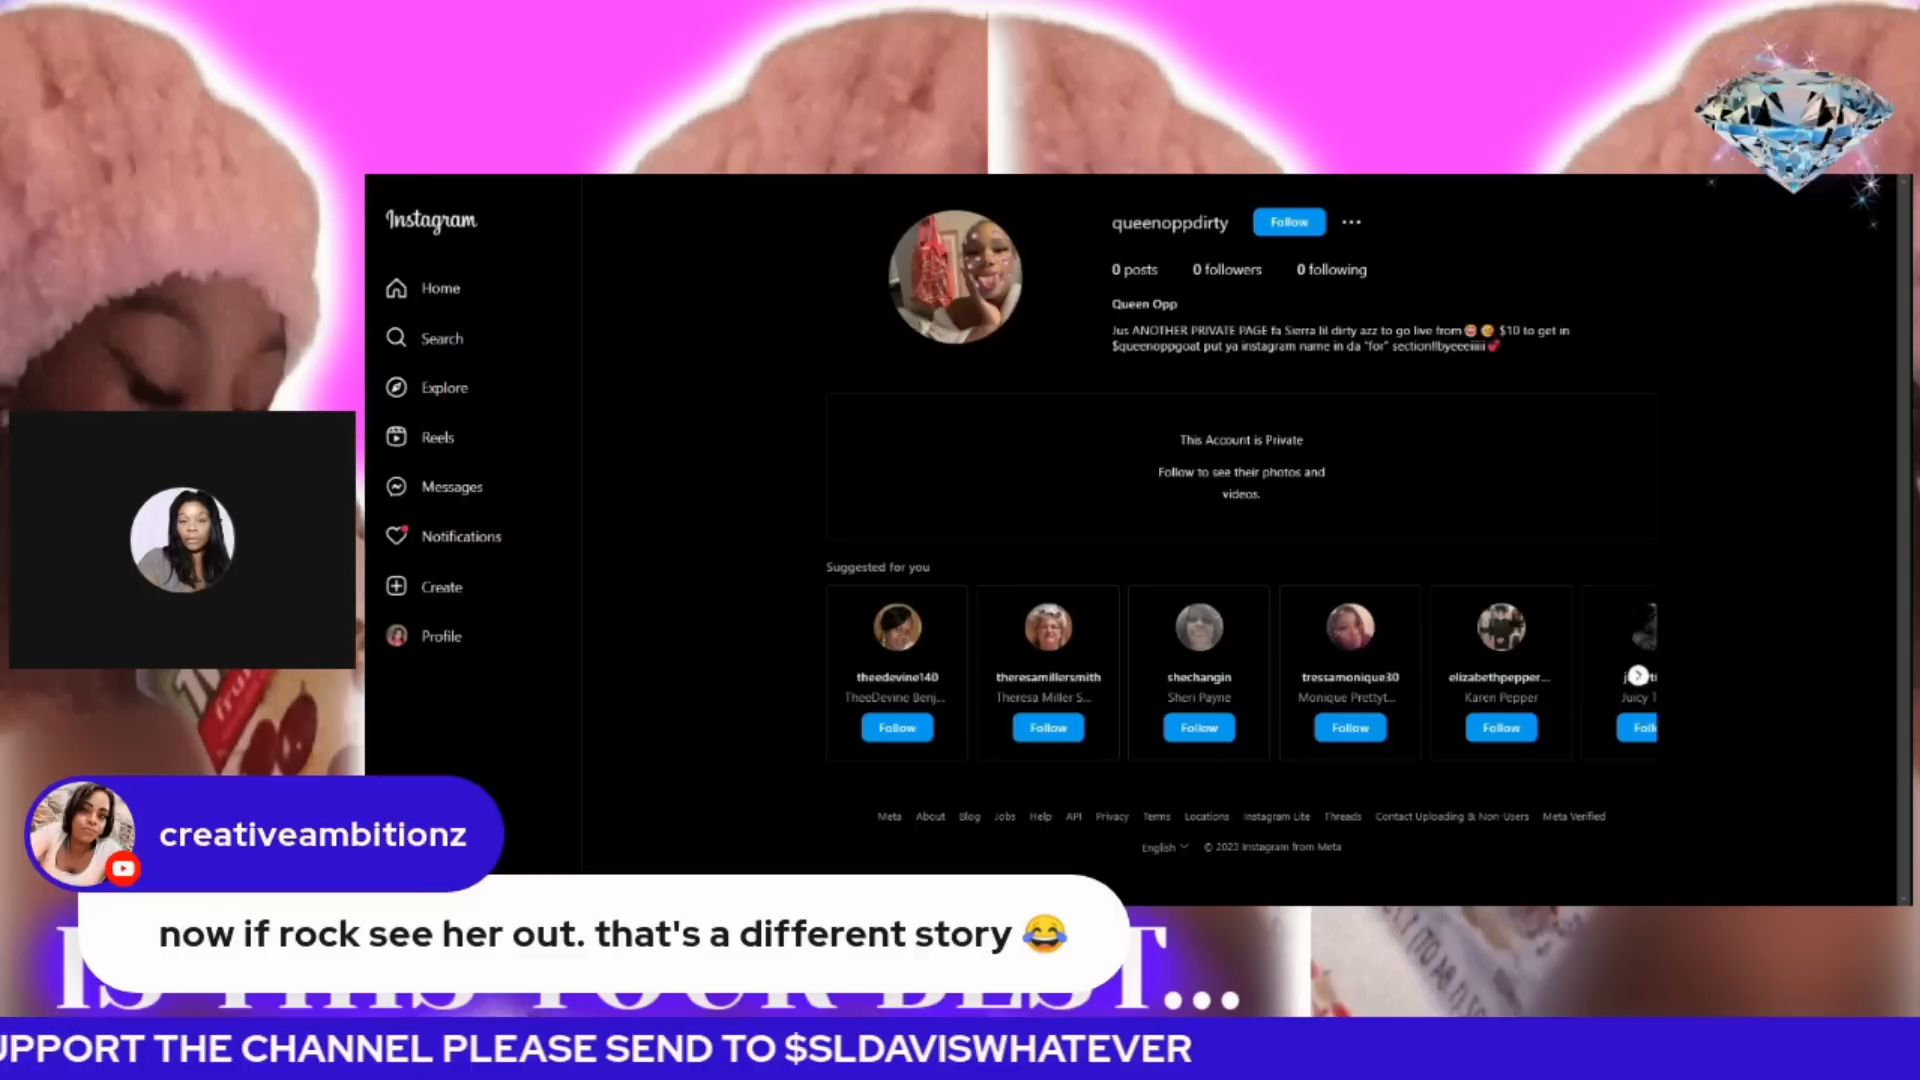 Instagram
Home
Search
Explore
Reels
Messages
Notifications
Create
Profile
queenoppdirty Follow
0 posts 0 followers 0 following
Queen Opp
Jus ANOTHER PRIVATE PAGE fa Sierra lil dirty azz to go live from🥰 😘 $10 to get in
$queenoppgoat put ya instagram name in da "for" section!!byeeeiiiii💕
This Account is Private
Follow to see their photos and
videos.
Suggested for you
theedevine140 theresamillersmith shechangin tressamonique30 elizabethpepper...
TheeDevine Benj... Theresa Miller S... Sheri Payne Monique Prettyt... Karen Pepper Juicy
Follow Follow Follow Follow Follow Foll
Meta About Blog Jobs Help API Privacy Terms Locations Instagram Lite Threads Contact Uploading & Non-Users Meta Verified
English © 2023 Instagram from Meta
creativeambitionz
now if rock see her out. that's a different story 😂
IS THIS YOUR BEST...
UPPORT THE CHANNEL PLEASE SEND TO $SLDAVISWHATEVER